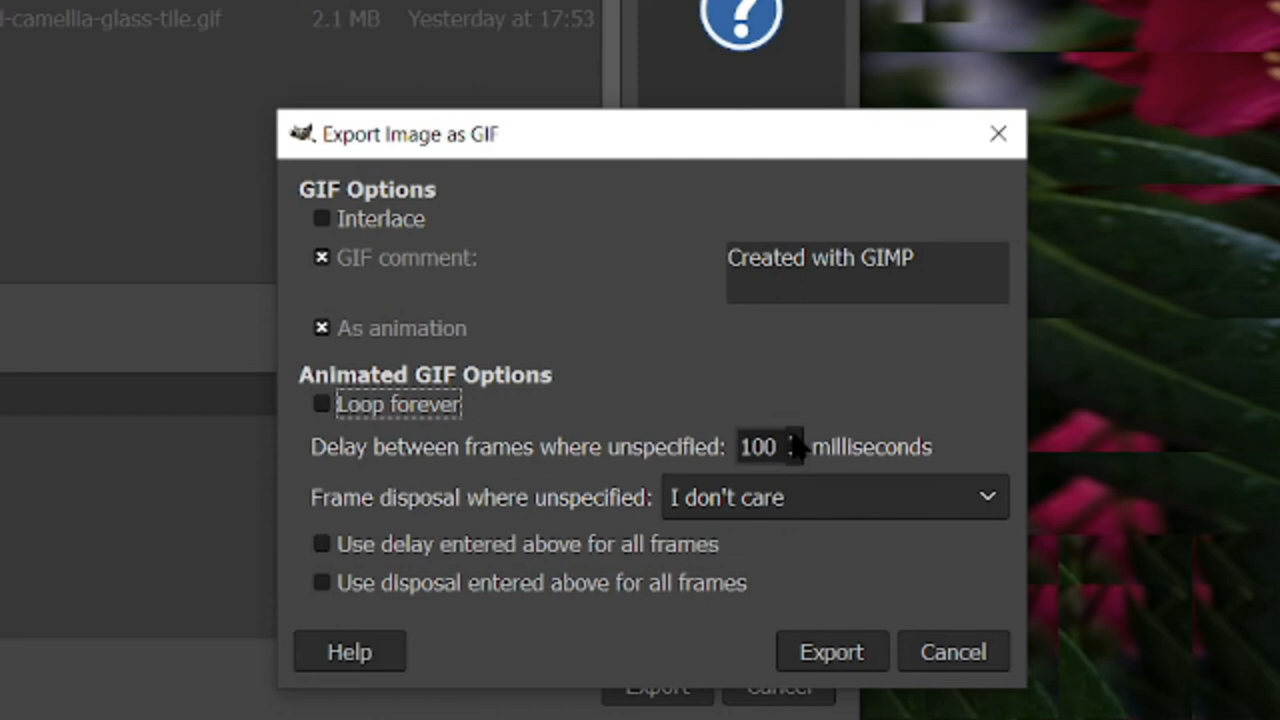 d-camellia-glass-tile.gif 2.1 MB Yesterday at 17:53
?
Export Image as GIF
GIF Options
Interlace
GIF comment: Created with GIMP
As animation
Animated GIF Options
Loop forever
Delay between frames where unspecified: 100 milliseconds
Frame disposal where unspecified: I don't care
Use delay entered above for all frames
Use disposal entered above for all frames
Help Export Cancel
Export Cancel